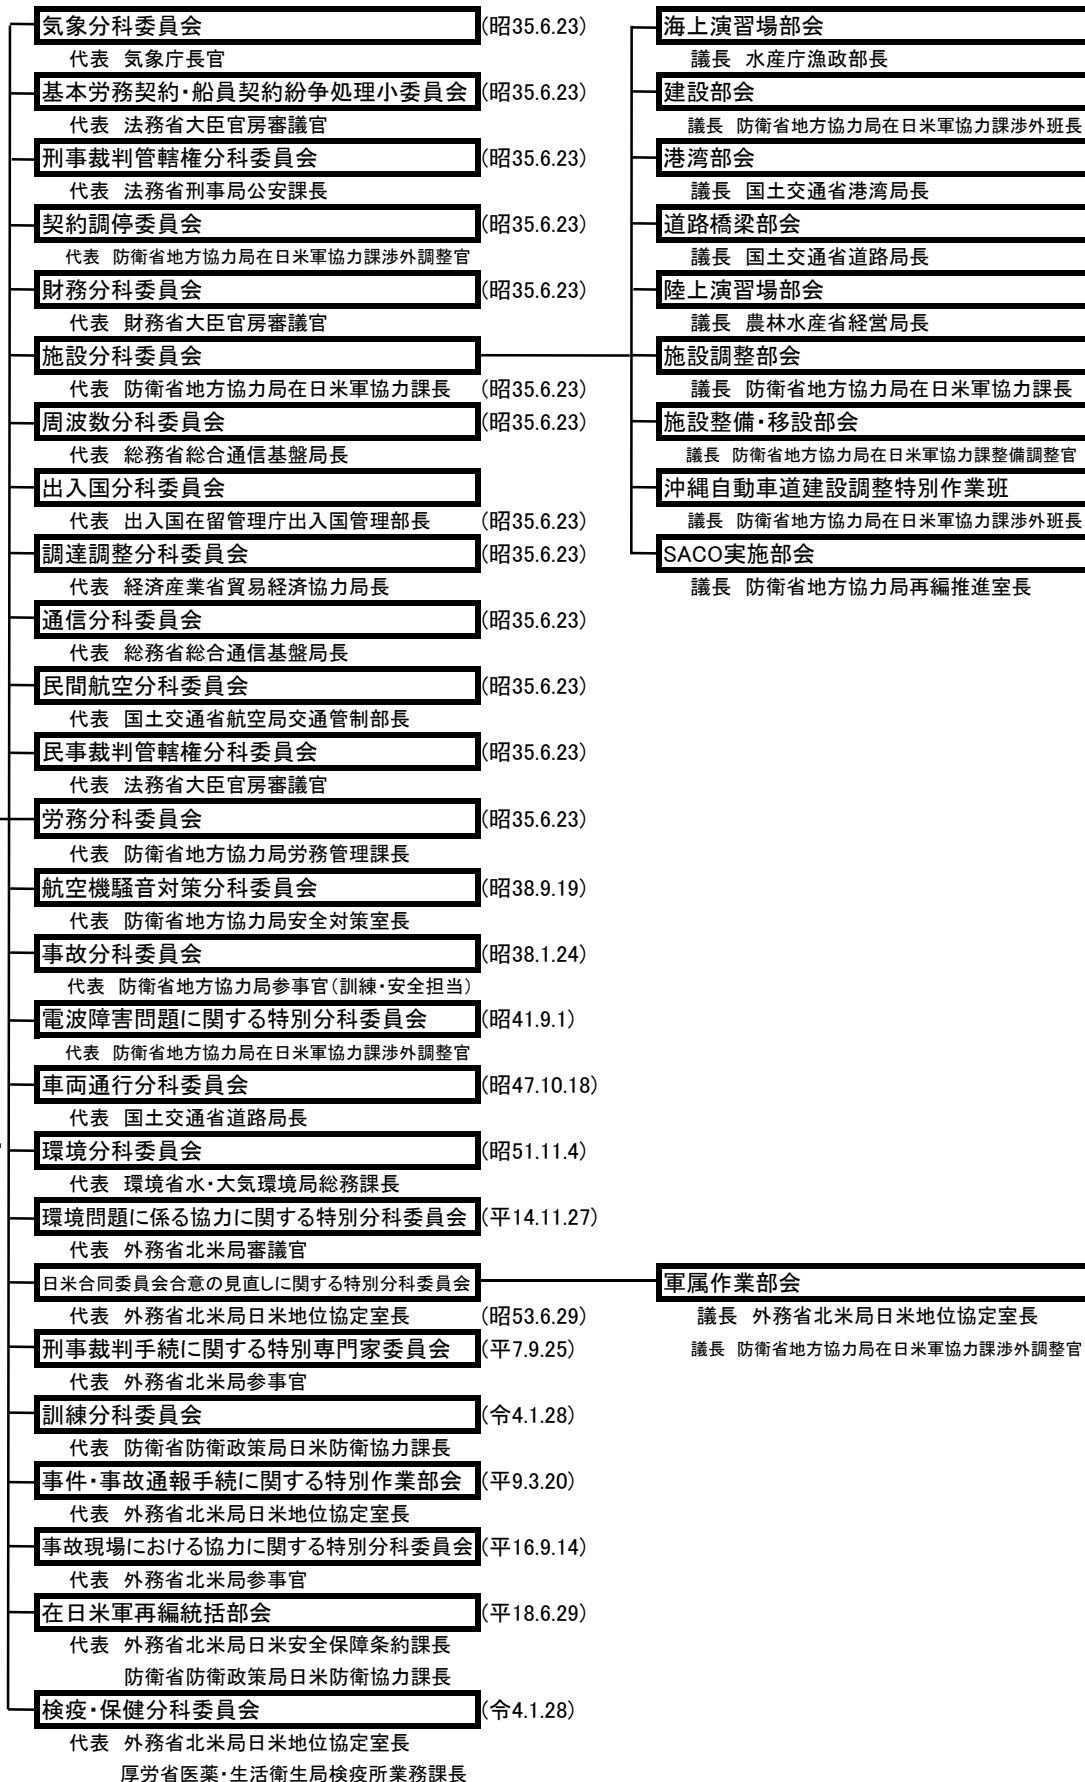 気象分科委員会 (昭35.6.23)
代表 気象庁長官
基本労務契約・船員契約紛争処理小委員会 (昭35.6.23)
代表 法務省大臣官房審議官
刑事裁判管轄権分科委員会 (昭35.6.23)
代表 法務省刑事局公安課長
契約調停委員会 (昭35.6.23)
代表 防衛省地方協力局在日米軍協力課渉外調整官
財務分科委員会 (昭35.6.23)
代表 財務省大臣官房審議官
施設分科委員会
代表 防衛省地方協力局在日米軍協力課長 (昭35.6.23)
周波数分科委員会 (昭35.6.23)
代表 総務省総合通信基盤局長
出入国分科委員会
代表 出入国在留管理庁出入国管理部長 (昭35.6.23)
調達調整分科委員会 (昭35.6.23)
代表 経済産業省貿易経済協力局長
通信分科委員会 (昭35.6.23)
代表 総務省総合通信基盤局長
民間航空分科委員会 (昭35.6.23)
代表 国土交通省航空局交通管制部長
民事裁判管轄権分科委員会 (昭35.6.23)
代表 法務省大臣官房審議官
労務分科委員会 (昭35.6.23)
代表 防衛省地方協力局労務管理課長
航空機騒音対策分科委員会 (昭38.9.19)
代表 防衛省地方協力局安全対策室長
事故分科委員会 (昭38.1.24)
代表 防衛省地方協力局参事官(訓練・安全担当)
電波障害問題に関する特別分科委員会 (昭41.9.1)
代表 防衛省地方協力局在日米軍協力課渉外調整官
車両通行分科委員会 (昭47.10.18)
代表 国土交通省道路局長
環境分科委員会 (昭51.11.4)
代表 環境省水・大気環境局総務課長
環境問題に係る協力に関する特別分科委員会 (平14.11.27)
代表 外務省北米局審議官
日米合同委員会合意の見直しに関する特別分科委員会
代表 外務省北米局日米地位協定室長 (昭53.6.29)
刑事裁判手続に関する特別専門家委員会 (平7.9.25)
代表 外務省北米局参事官
訓練分科委員会 (令4.1.28)
代表 防衛省防衛政策局日米防衛協力課長
事件・事故通報手続に関する特別作業部会 (平9.3.20)
代表 外務省北米局日米地位協定室長
事故現場における協力に関する特別分科委員会 (平16.9.14)
代表 外務省北米局参事官
在日米軍再編統括部会 (平18.6.29)
代表 外務省北米局日米安全保障条約課長
防衛省防衛政策局日米防衛協力課長
検疫・保健分科委員会 (令4.1.28)
代表 外務省北米局日米地位協定室長
厚労省医薬・生活衛生局検疫所業務課長
海上演習場部会
議長 水産庁漁政部長
建設部会
議長 防衛省地方協力局在日米軍協力課渉外班長
港湾部会
議長 国土交通省港湾局長
道路橋梁部会
議長 国土交通省道路局長
陸上演習場部会
議長 農林水産省経営局長
施設調整部会
議長 防衛省地方協力局在日米軍協力課長
施設整備・移設部会
議長 防衛省地方協力局在日米軍協力課整備調整官
沖縄自動車道建設調整特別作業班
議長 防衛省地方協力局在日米軍協力課渉外班長
SACO実施部会
議長 防衛省地方協力局再編推進室長
軍属作業部会
議長 外務省北米局日米地位協定室長
議長 防衛省地方協力局在日米軍協力課渉外調整官